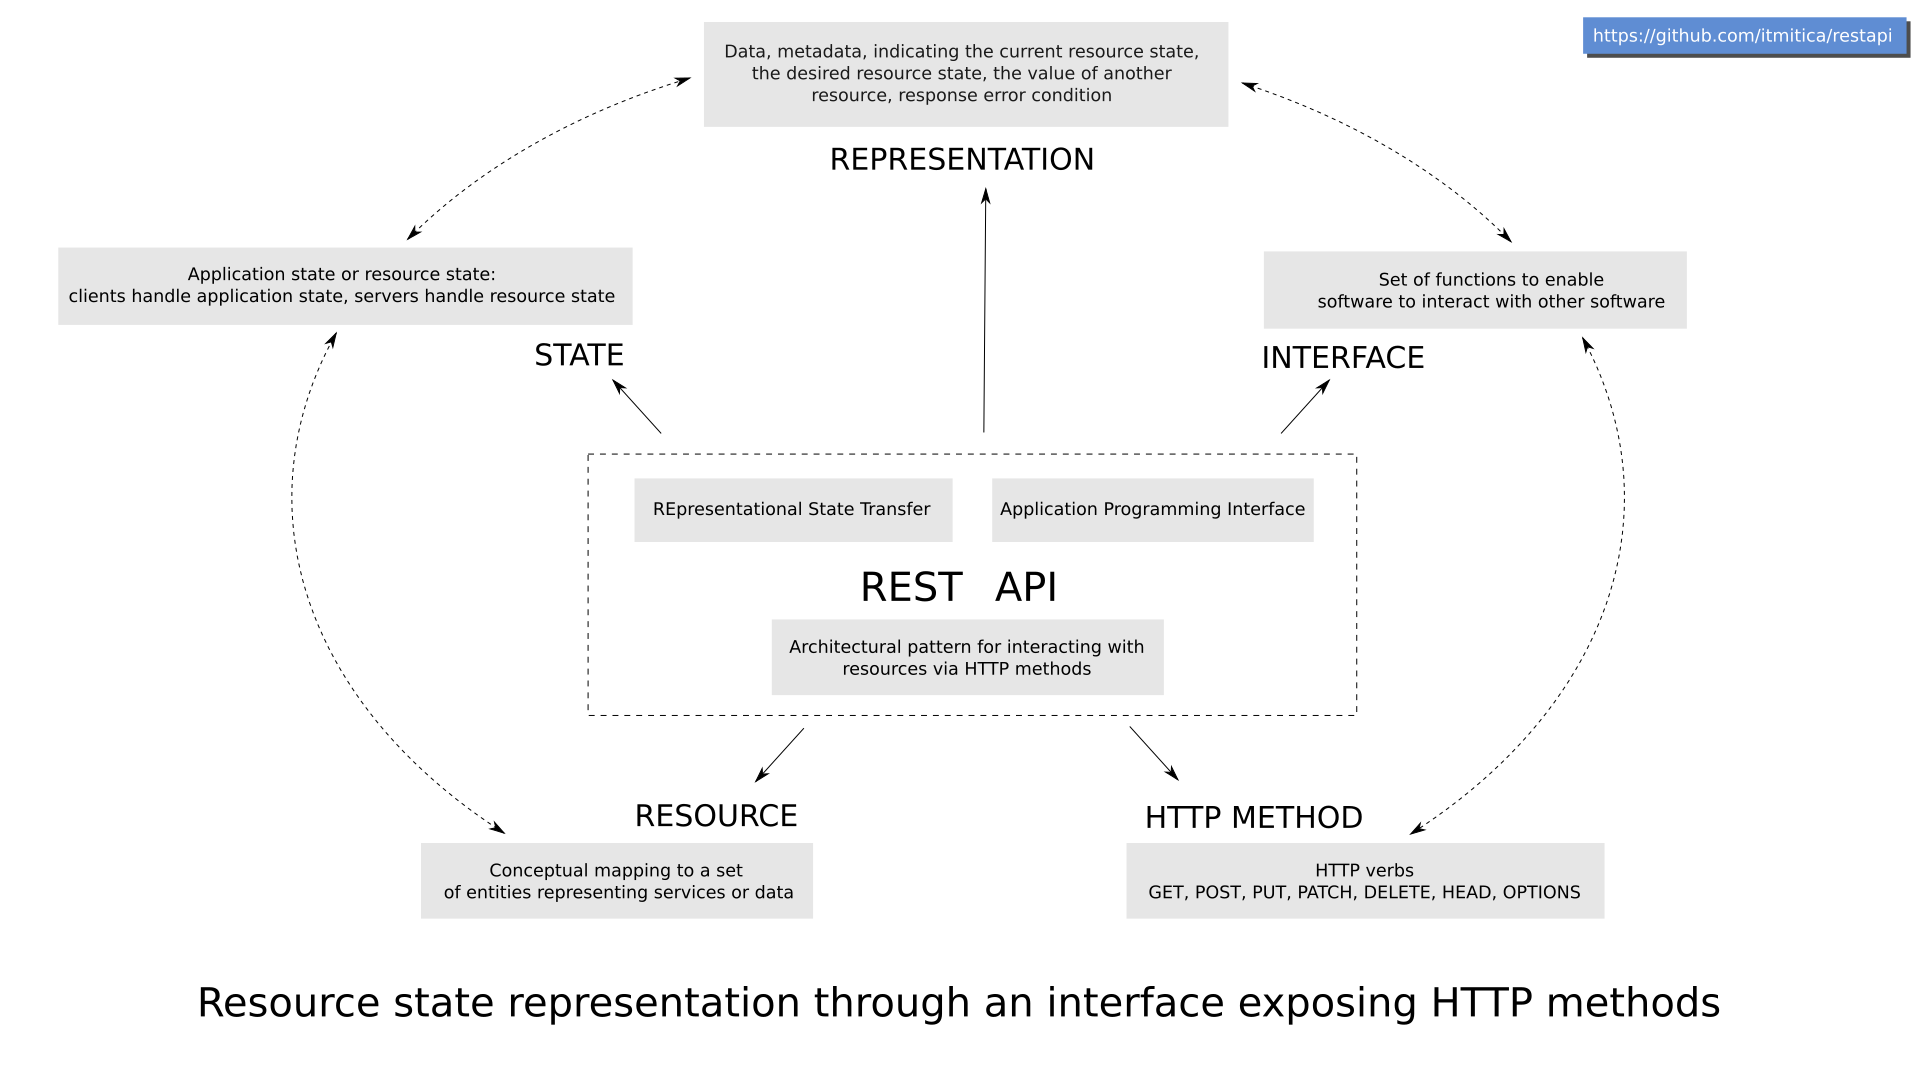 https://github.com/itmitica/restapi
Data, metadata, indicating the current resource state,
the desired resource state, the value of another
resource, response error condition
REPRESENTATION
Application state or resource state:
clients handle application state, servers handle resource state
STATE
Set of functions to enable
software to interact with other software
INTERFACE
REpresentational State Transfer
Application Programming Interface
REST API
Architectural pattern for interacting with
resources via HTTP methods
RESOURCE
Conceptual mapping to a set
of entities representing services or data
HTTP METHOD
HTTP verbs
GET, POST, PUT, PATCH, DELETE, HEAD, OPTIONS
Resource state representation through an interface exposing HTTP methods